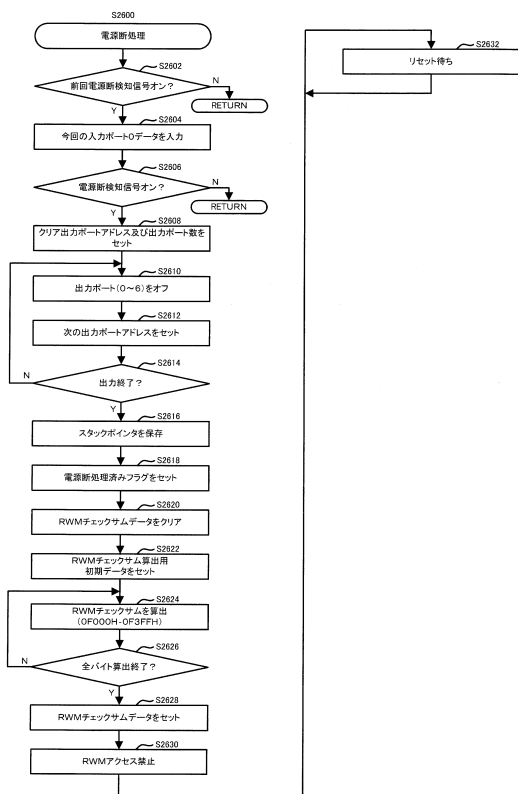 S2600
電源断処理
S2602
前回電源断検知信号オン？
N
RETURN
Y
S2604
今回の入力ポート0データを入力
S2606
電源断検知信号オン？
N
RETURN
Y
S2608
クリア出力ポートアドレス及び出力ポート数を
セット
S2610
出力ポート(0～6)をオフ
S2612
次の出力ポートアドレスをセット
S2614
N
出力終了？
Y
S2616
スタックポインタを保存
S2618
電源断処理済みフラグをセット
S2620
RWMチェックサムデータをクリア
S2622
RWMチェックサム算出用
初期データをセット
S2624
RWMチェックサムを算出
(0F000H-0F3FFH)
S2626
N
全バイト算出終了？
Y
S2628
RWMチェックサムデータをセット
S2630
RWMアクセス禁止
S2632
リセット待ち